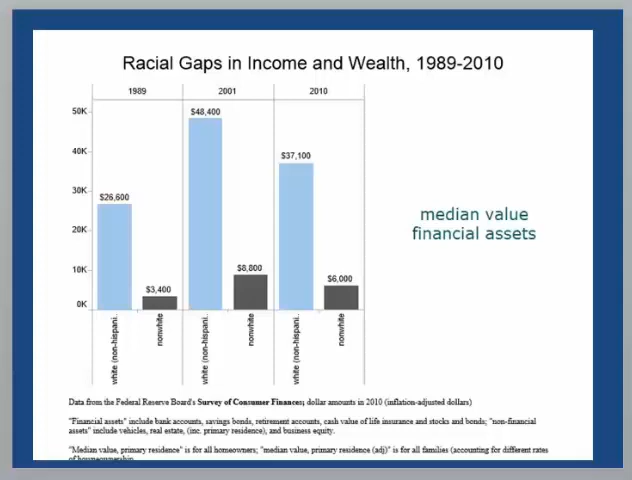 Racial Gaps in Income and Wealth, 1989-2010
1989 2001 2010
50K
40K
30K
20K
10K
0K
$26,600
$3,400
$48,400
$8,800
$37,100
$6,000
white (non-hispani..
nonwhite
white (non-hispani..
nonwhite
white (non-hispani..
nonwhite
median value
financial assets
Data from the Federal Reserve Board's Survey of Consumer Finances; dollar amounts in 2010 (inflation-adjusted dollars)
"Financial assets" include bank accounts, savings bonds, retirement accounts, cash value of life insurance and stocks and bonds; "non-financial
assets" include vehicles, real estate, (inc. primary residence), and business equity.
"Median value, primary residence" is for all homeowners; "median value, primary residence (adj)" is for all families (accounting for different rates
of homeownership